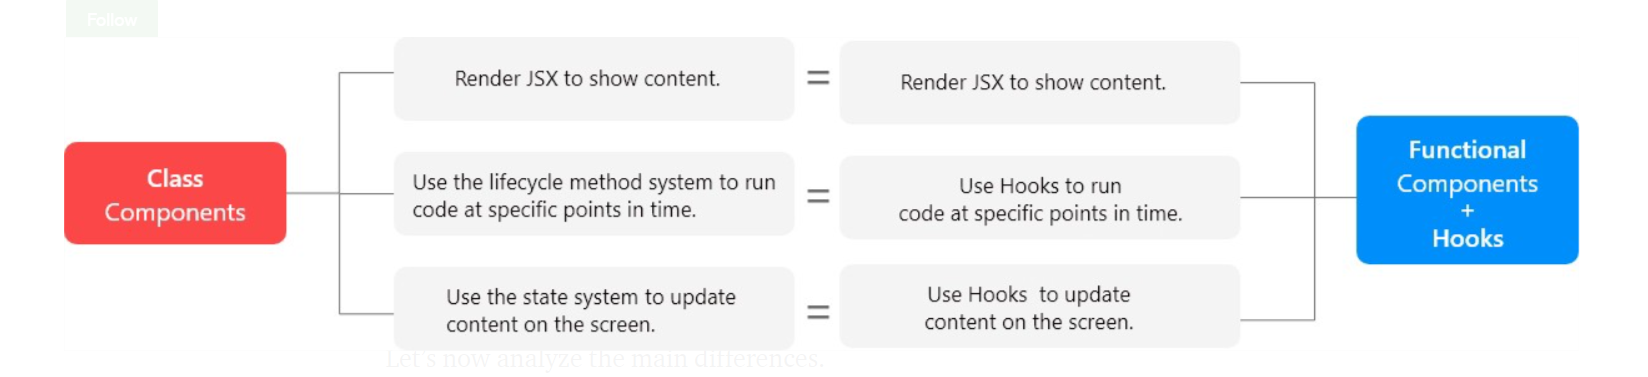 Follow
Render JSX to show content.
=
Render JSX to show content.
Class
Components
Use the lifecycle method system to run
code at specific points in time.
=
Use Hooks to run
code at specific points in time.
Functional
Components
+
Hooks
Use the state system to update
content on the screen.
=
Use Hooks to update
content on the screen.
Let's now analyze the main differences.